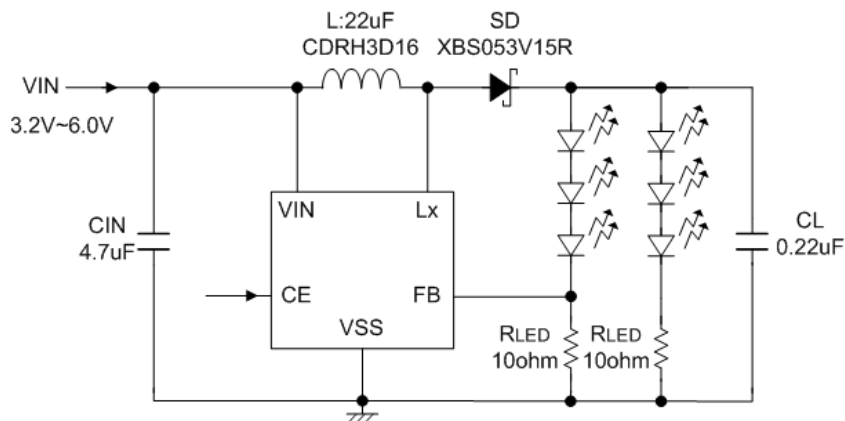 L:22uF
CDRH3D16
SD
XBS053V15R
VIN
3.2V~6.0V
CIN
4.7uF
VIN
Lx
CE
FB
VSS
RLED
10ohm
RLED
10ohm
CL
0.22uF